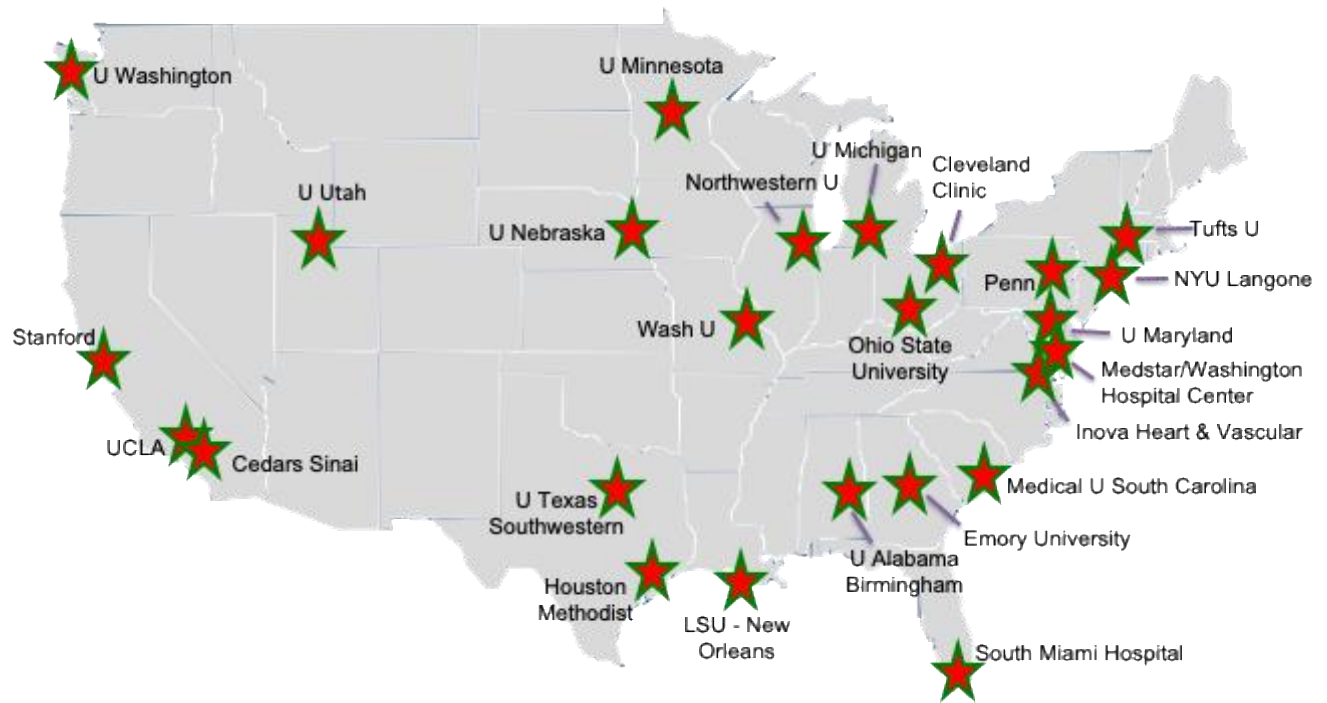 U Washington
U Minnesota
U Michigan
Cleveland
Clinic
Northwestern U
U Utah
U Nebraska
Tufts U
Penn
NYU Langone
Wash U
U Maryland
Stanford
Ohio State
University
Medstar/Washington
Hospital Center
Inova Heart & Vascular
UCLA
Cedars Sinai
U Texas
Southwestern
Medical U South Carolina
Emory University
U Alabama
Birmingham
Houston
Methodist
LSU - New
Orleans
South Miami Hospital